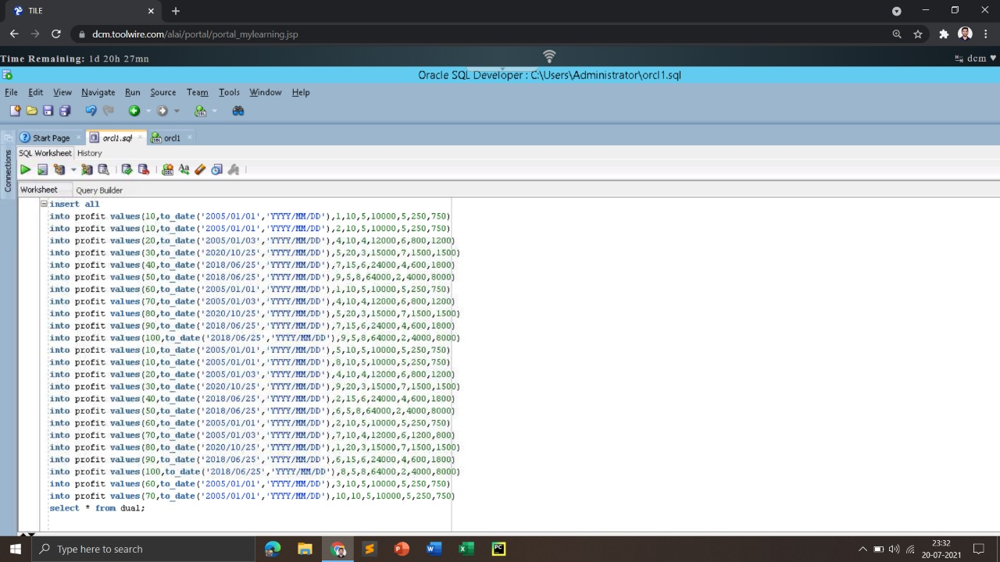 TILE
dcm.toolwire.com/alai/portal/portal_mylearning.jsp
Time Remaining: 1d 20h 27mn
dcm
Oracle SQL Developer : C:\Users\Administrator\orcl1.sql
File Edit View Navigate Run Source Team Tools Window Help
Start Page orcl1.sql orcl1
SQL Worksheet History
Connections
Worksheet Query Builder
insert all
into profit values(10,to_date('2005/01/01','YYYY/MM/DD'),1,10,5,10000,5,250,750)
into profit values(10,to_date('2005/01/01','YYYY/MM/DD'),2,10,5,10000,5,250,750)
into profit values(20,to_date('2005/01/03','YYYY/MM/DD'),4,10,4,12000,6,800,1200)
into profit values(30,to_date('2020/10/25','YYYY/MM/DD'),5,20,3,15000,7,1500,1500)
into profit values(40,to_date('2018/06/25','YYYY/MM/DD'),7,15,6,24000,4,600,1800)
into profit values(50,to_date('2018/06/25','YYYY/MM/DD'),9,5,8,64000,2,4000,8000)
into profit values(60,to_date('2005/01/01','YYYY/MM/DD'),1,10,5,10000,5,250,750)
into profit values(70,to_date('2005/01/03','YYYY/MM/DD'),4,10,4,12000,6,800,1200)
into profit values(80,to_date('2020/10/25','YYYY/MM/DD'),5,20,3,15000,7,1500,1500)
into profit values(90,to_date('2018/06/25','YYYY/MM/DD'),7,15,6,24000,4,600,1800)
into profit values(100,to_date('2018/06/25','YYYY/MM/DD'),9,5,8,64000,2,4000,8000)
into profit values(10,to_date('2005/01/01','YYYY/MM/DD'),5,10,5,10000,5,250,750)
into profit values(10,to_date('2005/01/01','YYYY/MM/DD'),8,10,5,10000,5,250,750)
into profit values(20,to_date('2005/01/03','YYYY/MM/DD'),4,10,4,12000,6,800,1200)
into profit values(30,to_date('2020/10/25','YYYY/MM/DD'),9,20,3,15000,7,1500,1500)
into profit values(40,to_date('2018/06/25','YYYY/MM/DD'),2,15,6,24000,4,600,1800)
into profit values(50,to_date('2018/06/25','YYYY/MM/DD'),6,5,8,64000,2,4000,8000)
into profit values(60,to_date('2005/01/01','YYYY/MM/DD'),2,10,5,10000,5,250,750)
into profit values(70,to_date('2005/01/03','YYYY/MM/DD'),7,10,4,12000,6,1200,800)
into profit values(80,to_date('2020/10/25','YYYY/MM/DD'),1,20,3,15000,7,1500,1500)
into profit values(90,to_date('2018/06/25','YYYY/MM/DD'),6,15,6,24000,4,600,1800)
into profit values(100,to_date('2018/06/25','YYYY/MM/DD'),8,5,8,64000,2,4000,8000)
into profit values(60,to_date('2005/01/01','YYYY/MM/DD'),3,10,5,10000,5,250,750)
into profit values(70,to_date('2005/01/01','YYYY/MM/DD'),10,10,5,10000,5,250,750)
select * from dual;
Type here to search
23:32
20-07-2021